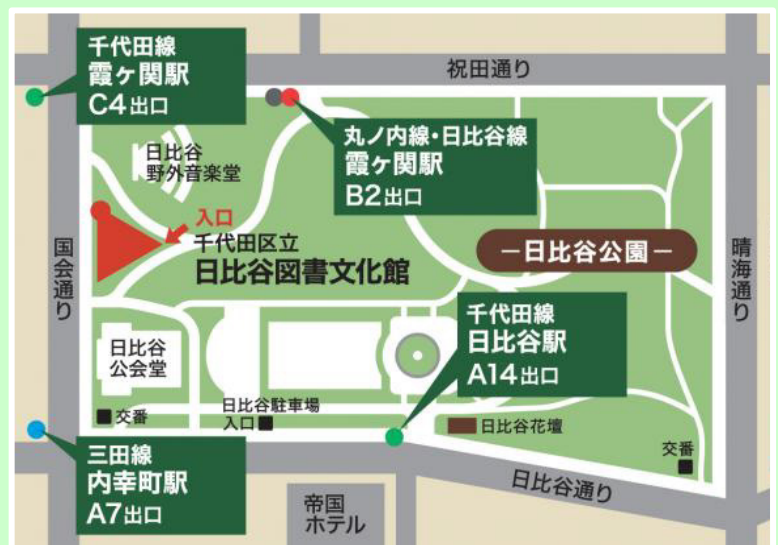 千代田線
霞ヶ関駅
C4出口
祝田通り
丸ノ内線・日比谷線
霞ヶ関駅
B2出口
日比谷
野外音楽堂
入口
千代田区立
日比谷図書文化館
国会通り
ー日比谷公園ー
晴海通り
千代田線
日比谷駅
A14出口
日比谷
公会堂
交番
日比谷駐車場
入口
日比谷花壇
交番
三田線
内幸町駅
A7出口
帝国
ホテル
日比谷通り